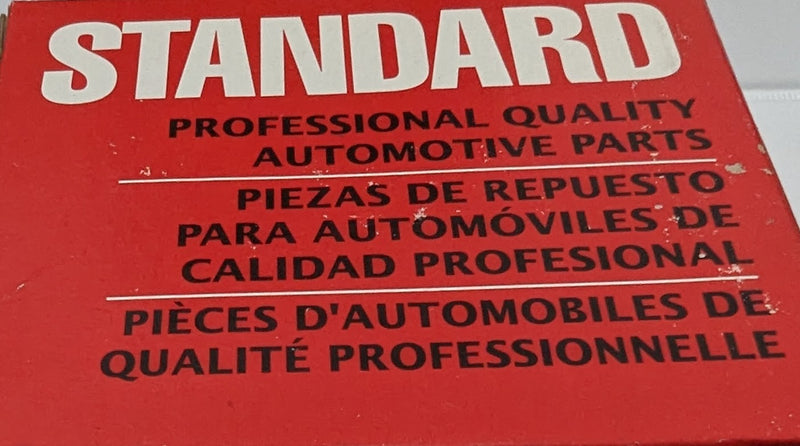 STANDARD
PROFESSIONAL QUALITY
AUTOMOTIVE PARTS
PIEZAS DE REPUESTO
PARA AUTOMÓVILES DE
CALIDAD PROFESIONAL
PIÈCES D'AUTOMOBILES DE
QUALITÉ PROFESSIONNELLE